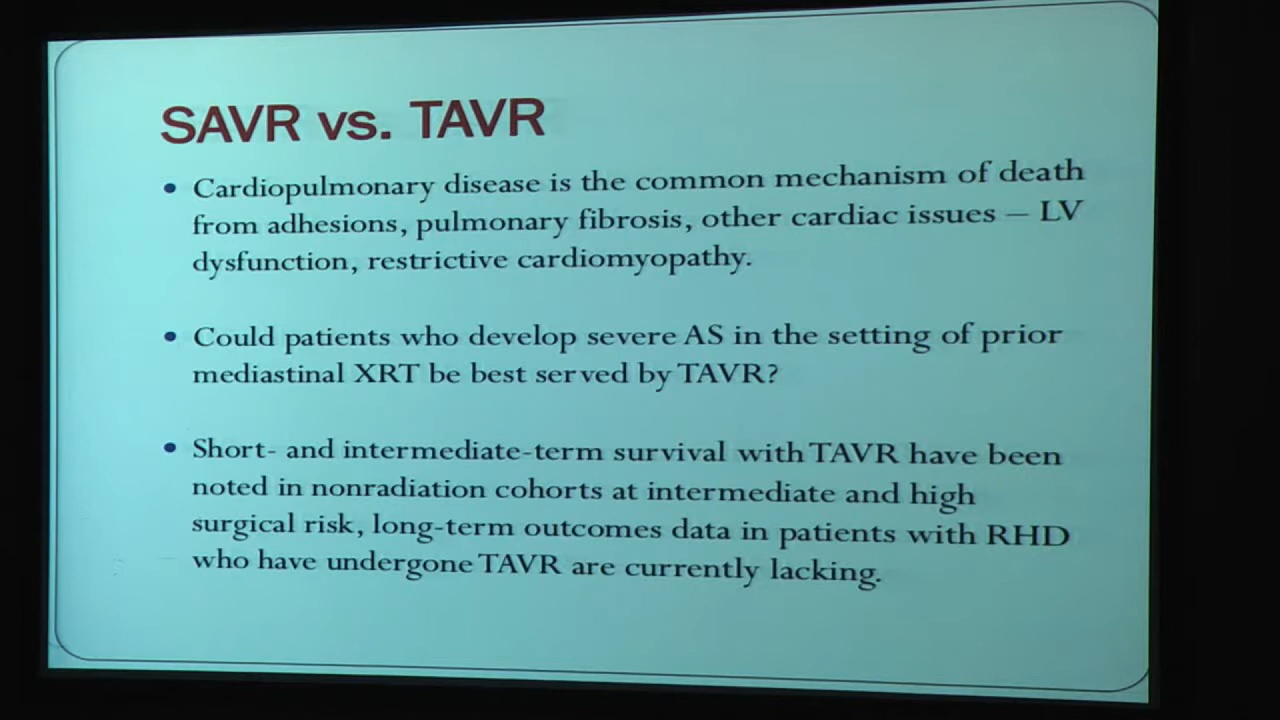 SAVR vs. TAVR
• Cardiopulmonary disease is the common mechanism of death
from adhesions, pulmonary fibrosis, other cardiac issues – LV
dysfunction, restrictive cardiomyopathy.
• Could patients who develop severe AS in the setting of prior
mediastinal XRT be best served by TAVR?
• Short- and intermediate-term survival with TAVR have been
noted in nonradiation cohorts at intermediate and high
surgical risk, long-term outcomes data in patients with RHD
who have undergone TAVR are currently lacking.